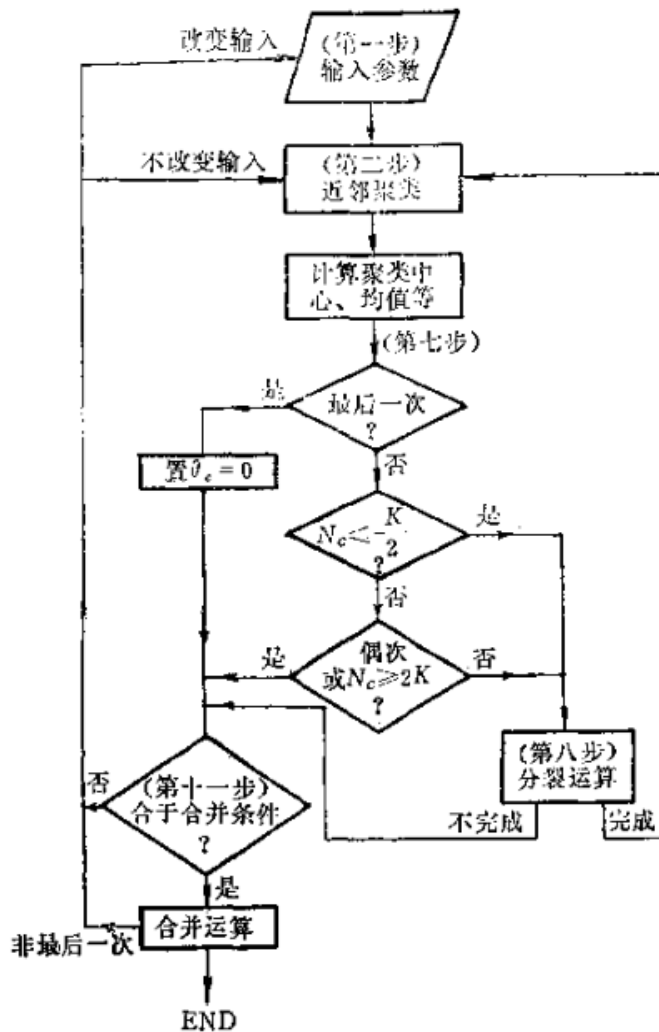 改变输入
(第一步)
输入参数
不改变输入
(第二步)
近邻聚类
计算聚类中
心、均值等
(第七步)
是
最后一次
?
否
置θc=0
Nc≤K/2
?
是
否
是
偶次
或Nc≥2K
?
否
(第八步)
分裂运算
不完成
完成
否
(第十一步)
合于合并条件
?
是
非最后一次
合并运算
END